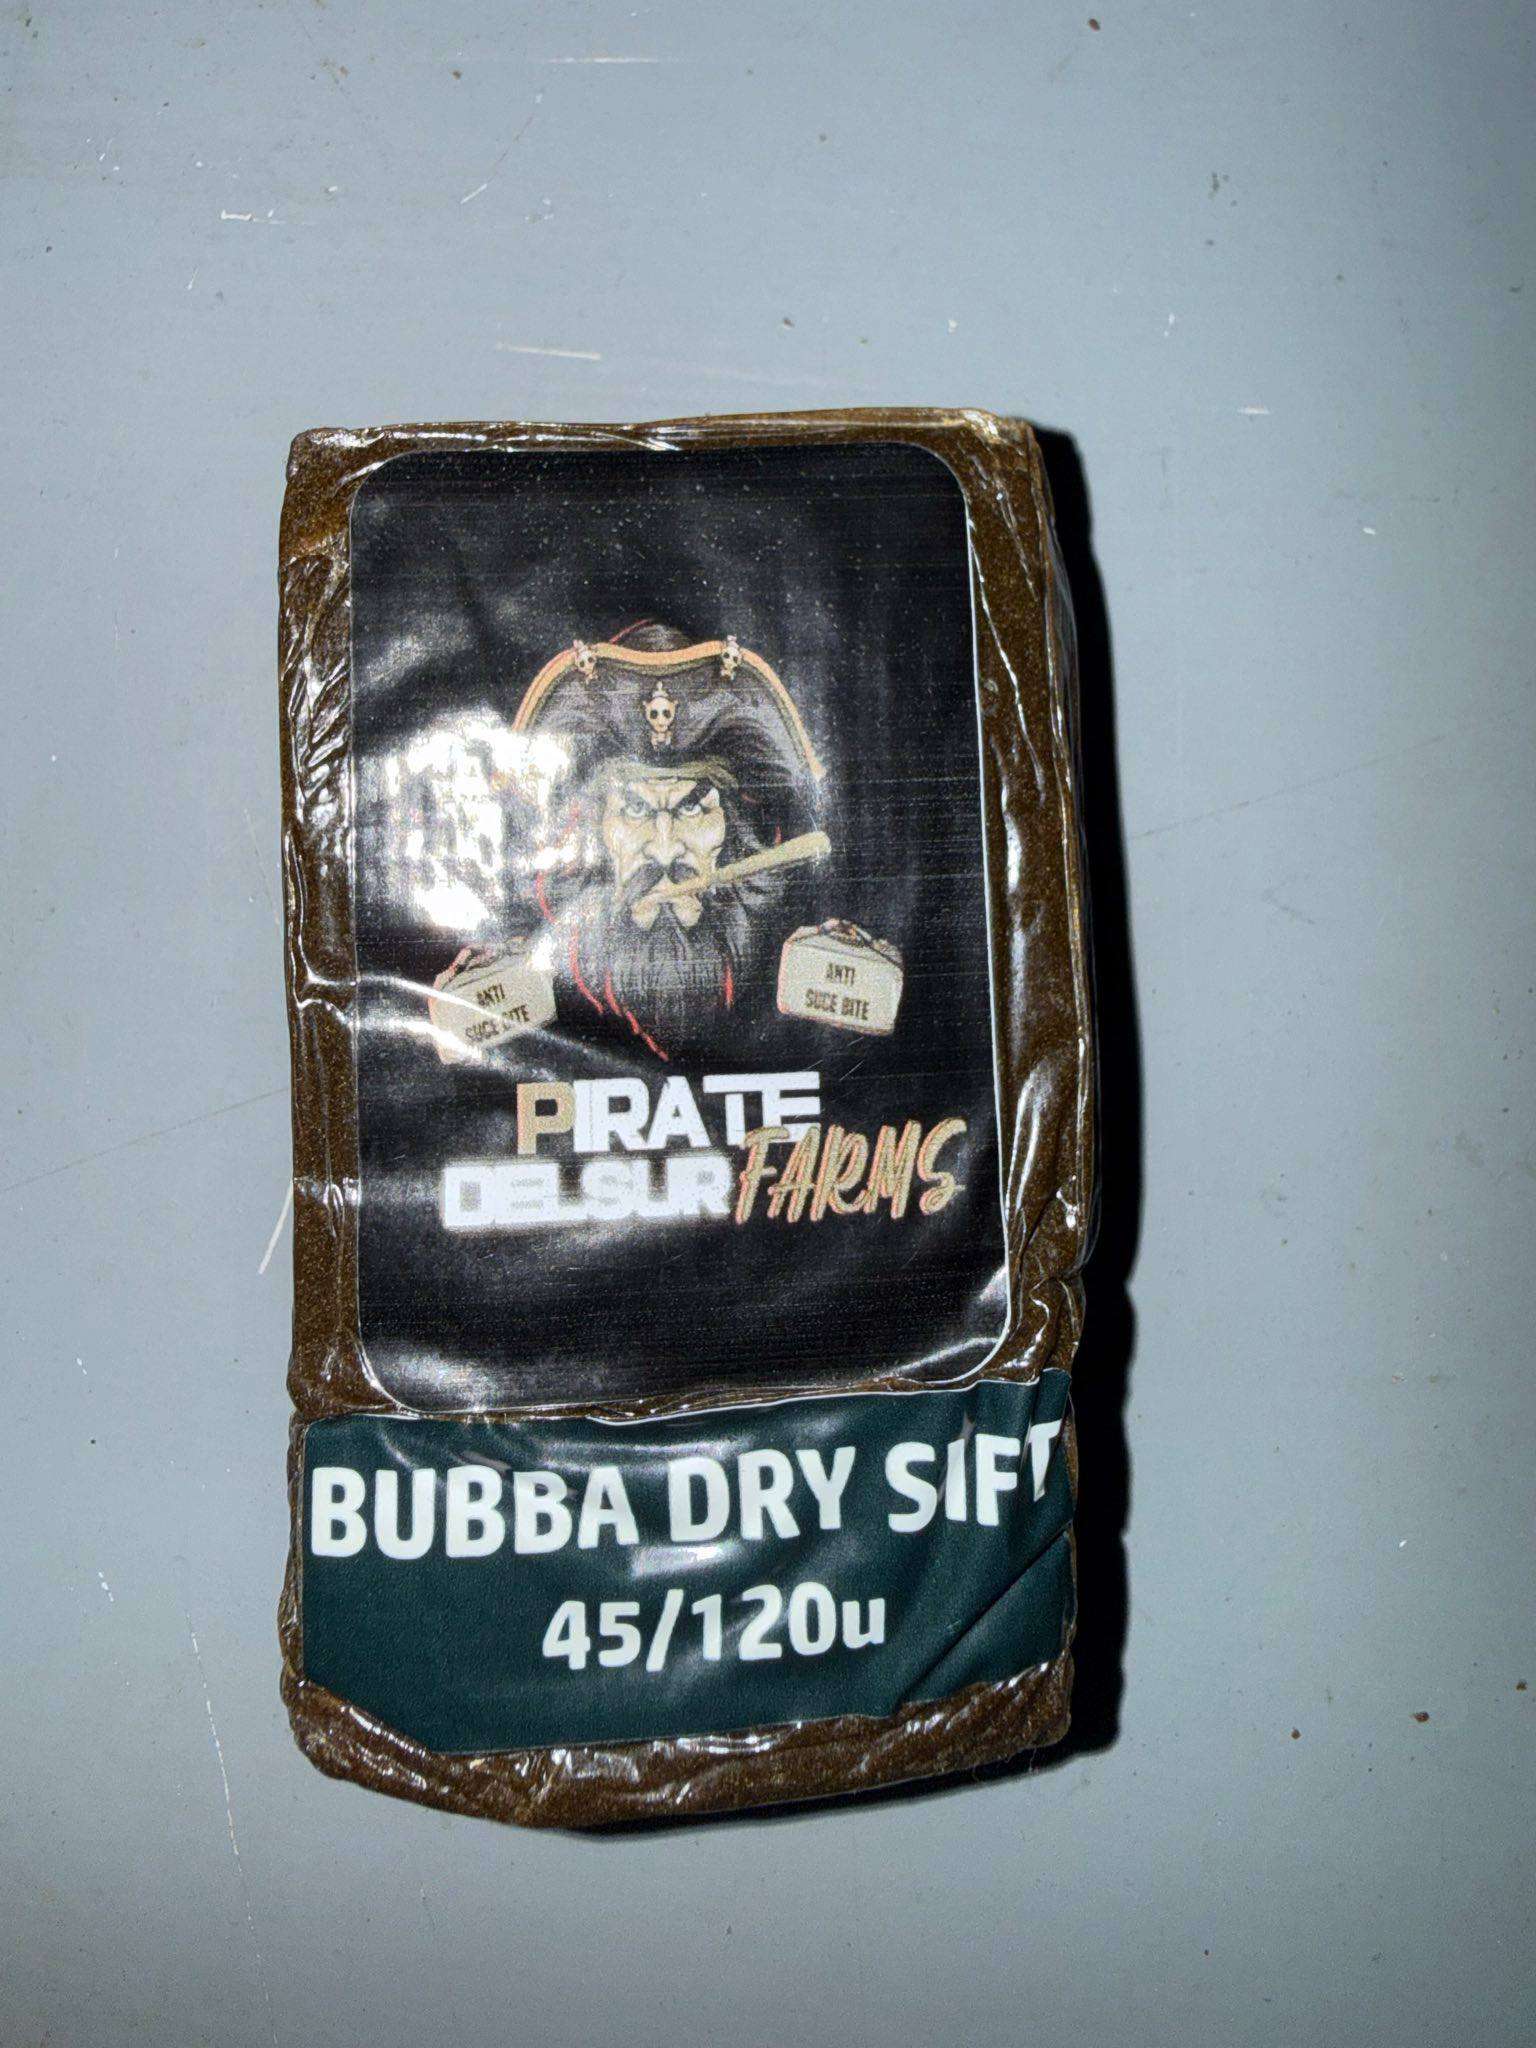 ANTI
SUCE BITE
ANTI
SUCE BITE
PIRATE
DELSUR FARMS
BUBBA DRY SIFT
45/120u